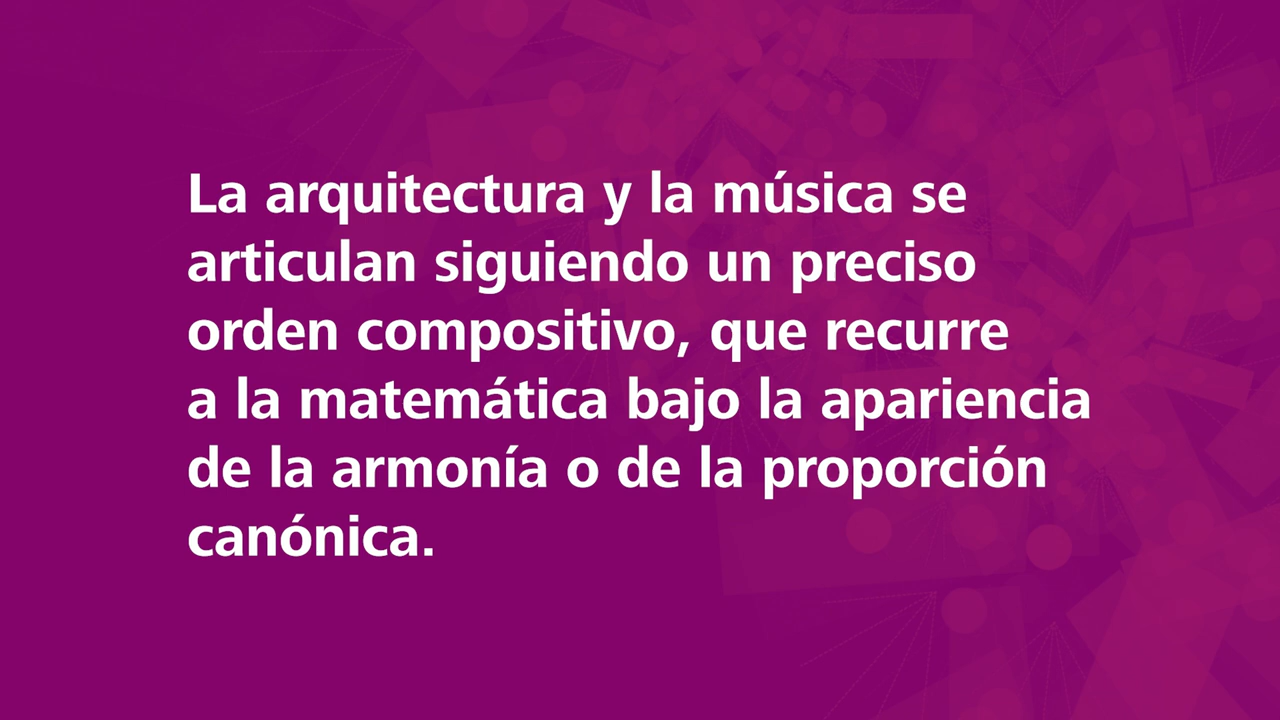 La arquitectura y la música se
articulan siguiendo un preciso
orden compositivo, que recurre
a la matemática bajo la apariencia
de la armonía o de la proporción
canónica.